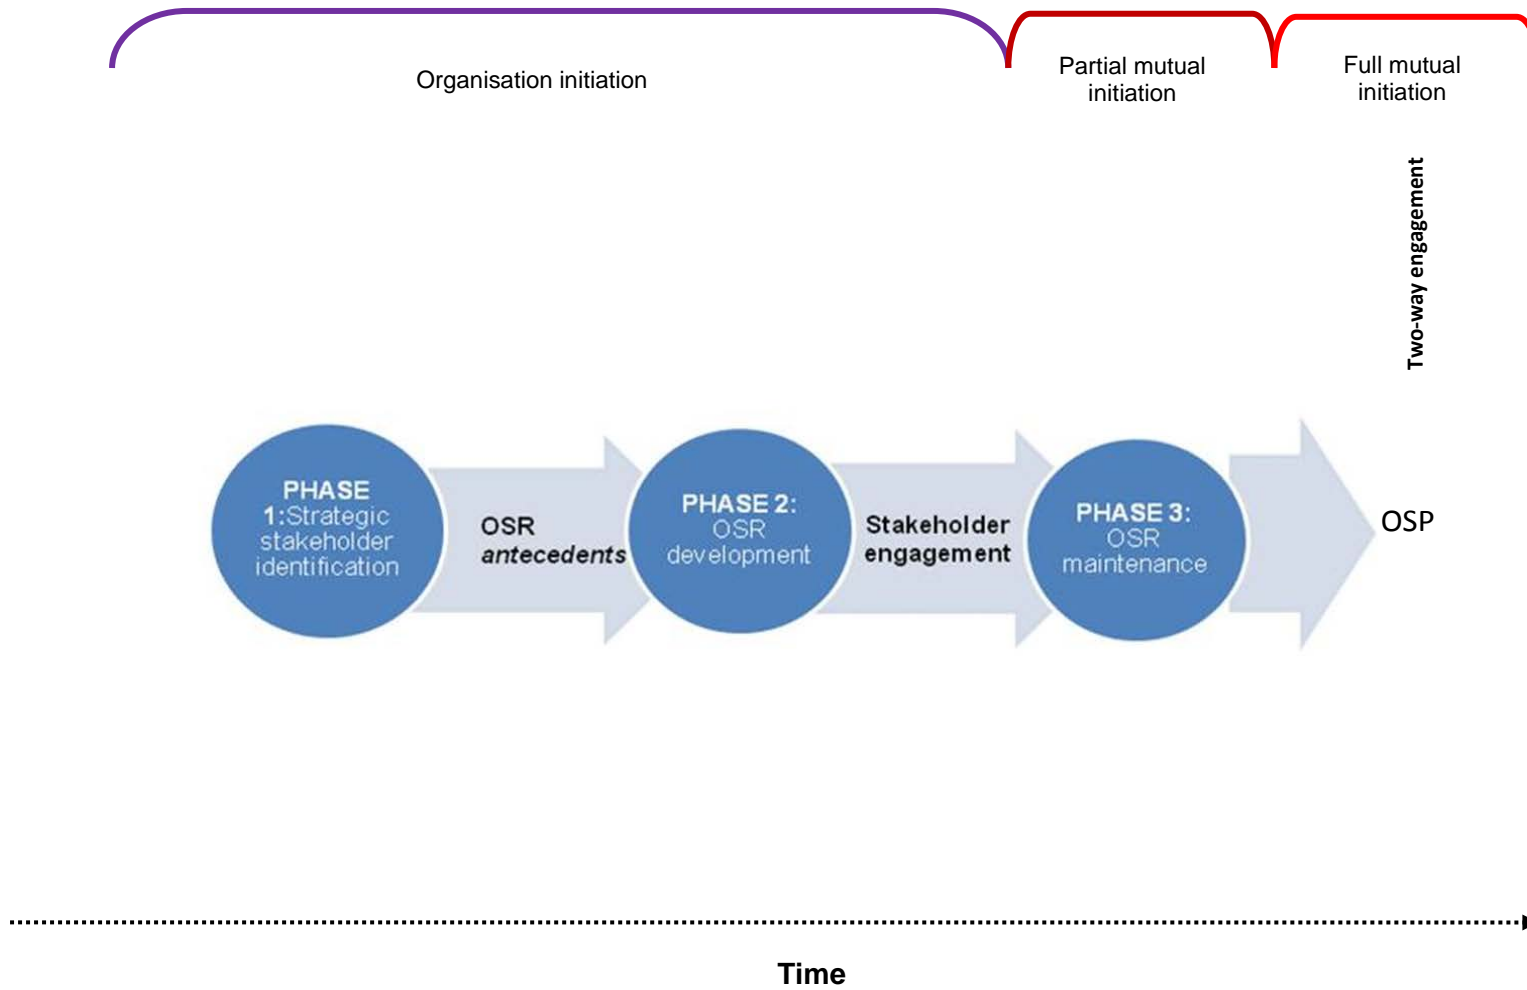 Organisation initiation
Partial mutual
initiation
Full mutual
initiation
Two-way engagement
PHASE
1:Strategic
stakeholder
identification
OSR
antecedents
PHASE 2:
OSR
development
Stakeholder
engagement
PHASE 3:
OSR
maintenance
OSP
Time